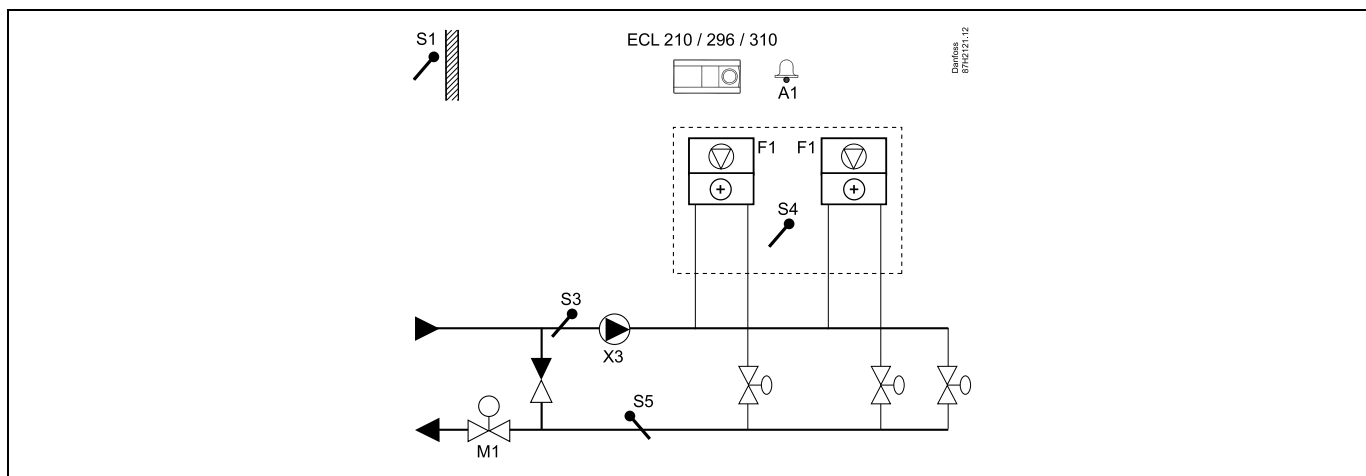 S1
ECL 210 / 296 / 310
Danfoss
87H2121.12
A1
F1
F1
S4
S3
X3
S5
M1